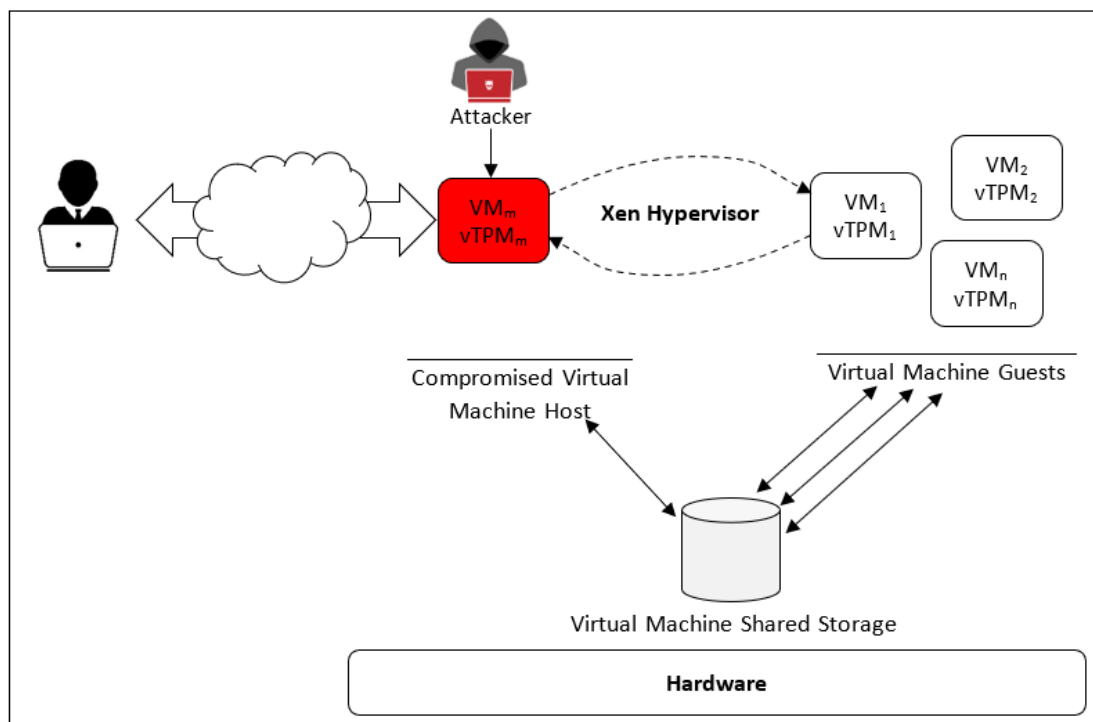 Attacker
VMₘ
vTPMₘ
Xen Hypervisor
VM₁
vTPM₁
VM₂
vTPM₂
VMₙ
vTPMₙ
Compromised Virtual
Machine Host
Virtual Machine Guests
Virtual Machine Shared Storage
Hardware